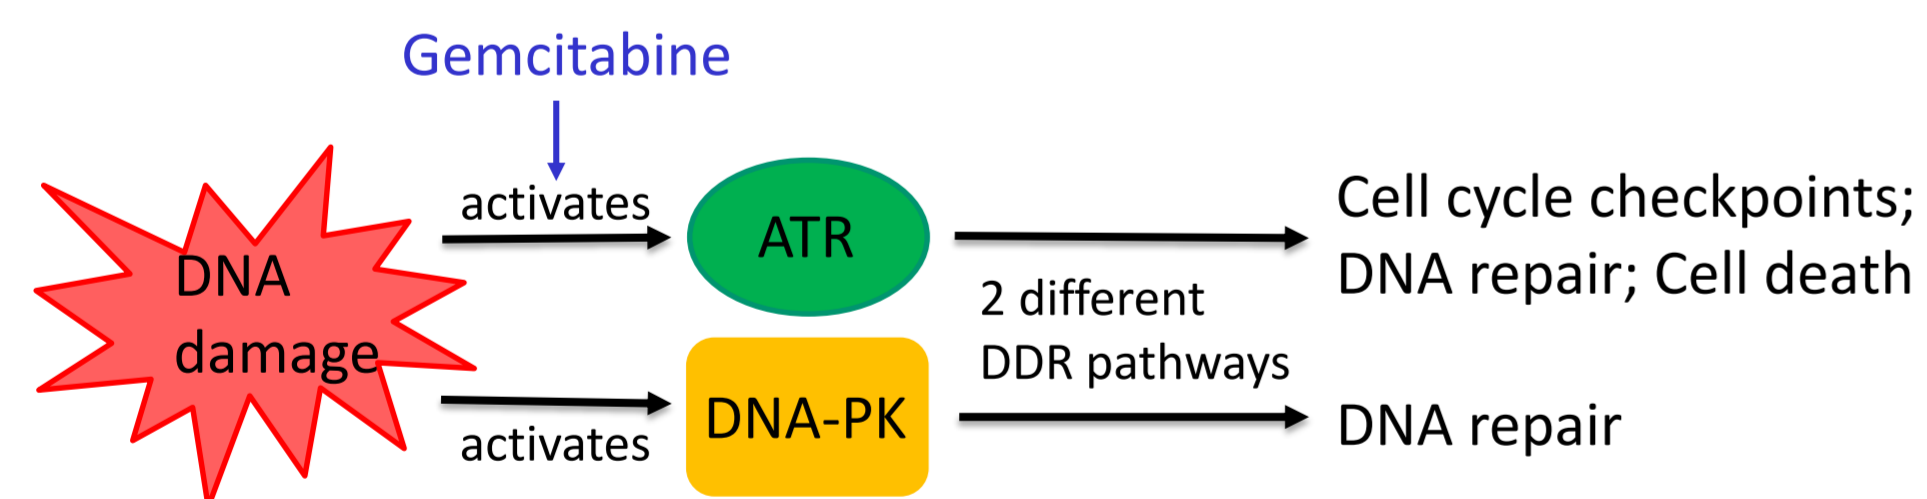 Gemcitabine
activates
ATR
Cell cycle checkpoints;
DNA repair; Cell death
DNA
damage
2 different
DDR pathways
activates
DNA-PK
DNA repair